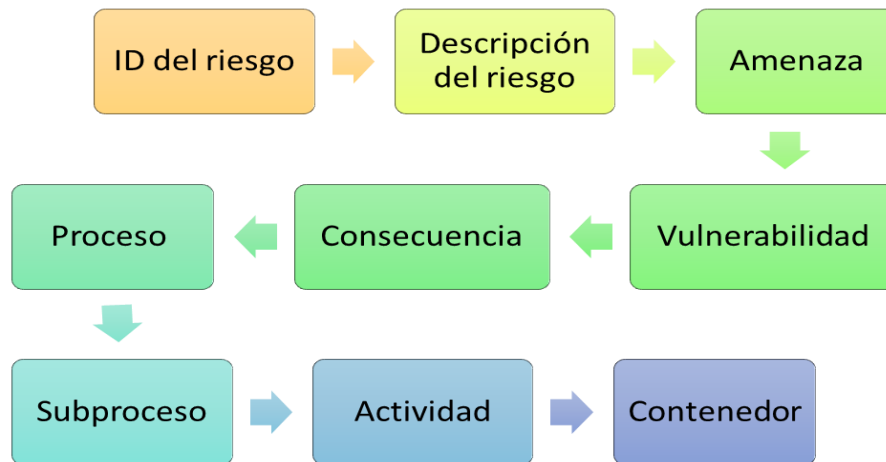 ID del riesgo
Descripción
del riesgo
Amenaza
Vulnerabilidad
Consecuencia
Proceso
Subproceso
Actividad
Contenedor